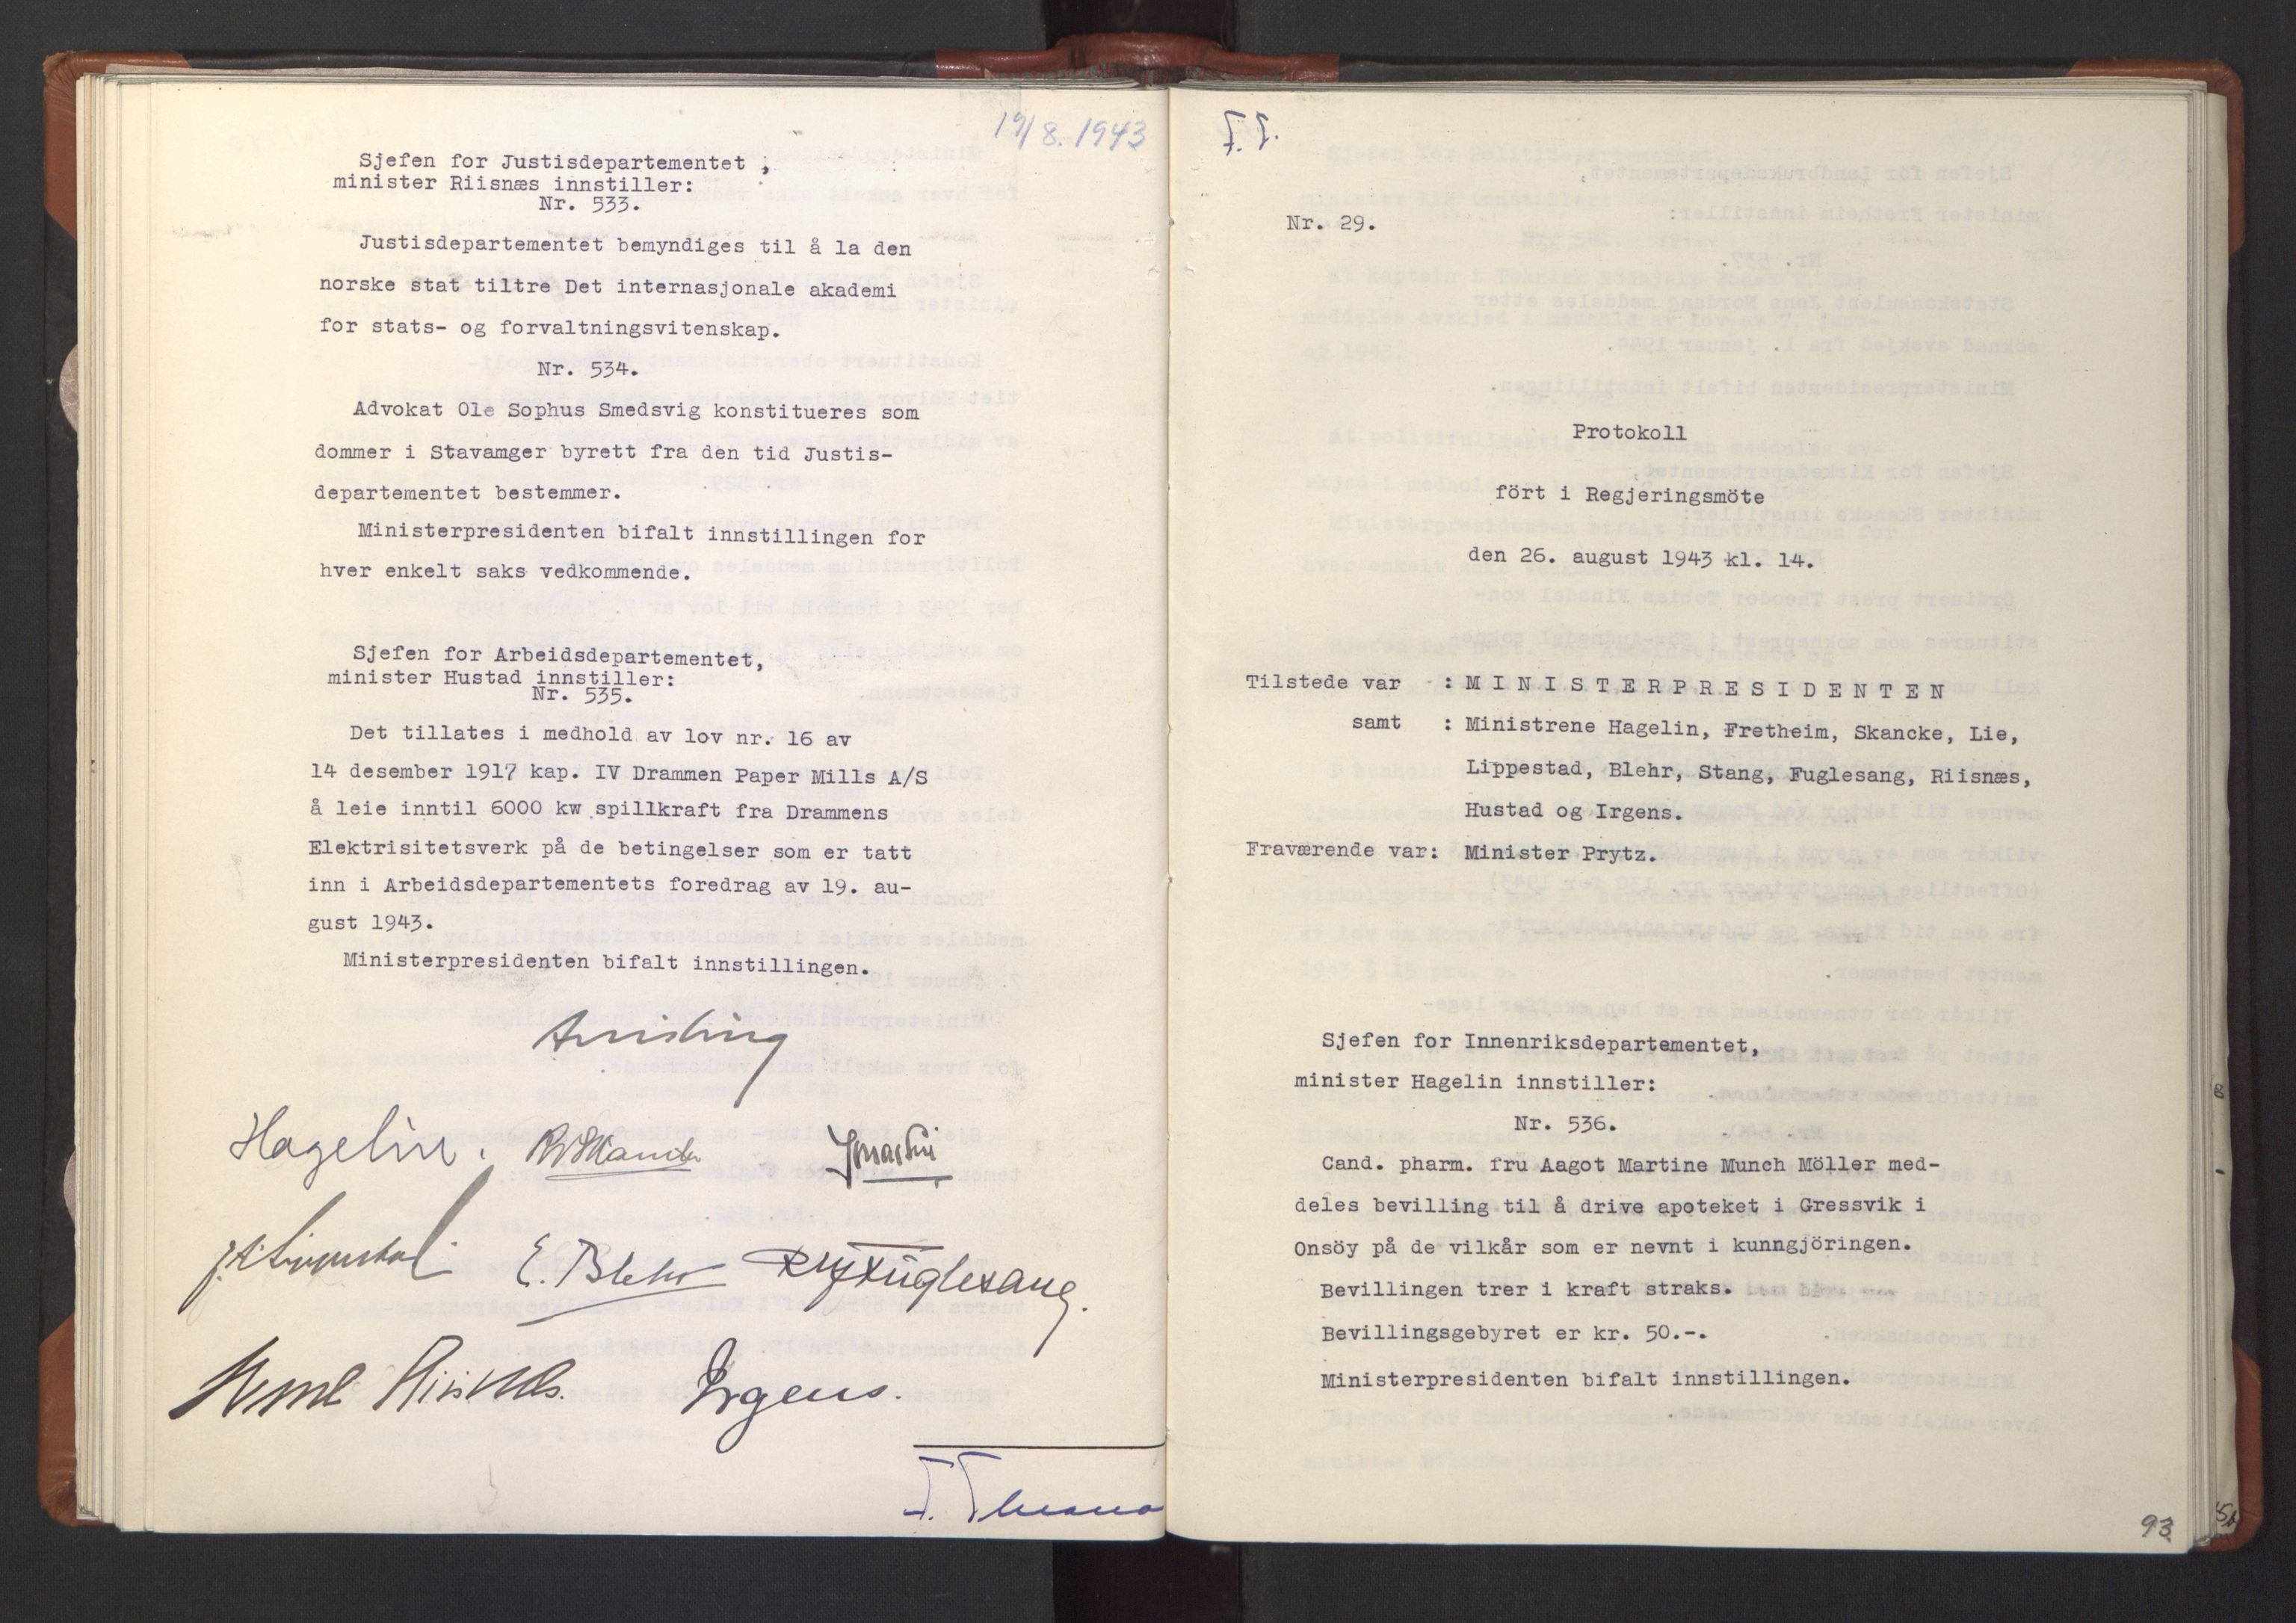 19/8. 1943
Sjefen for Justisdepartementet ,
minister Riisnæs innstiller:
Nr. 533.
Justisdepartementet bemyndiges til å la den
norske stat tiltre Det internasjonale akademi
for stats- og forvaltningsvitenskap.
Nr. 534.
Advokat Ole Sophus Smedsvig konstitueres som
dommer i Stavamger byrett fra den tid Justis-
departementet bestemmer.
Ministerpresidenten bifalt innstillingen for
hver enkelt saks vedkommende.
Sjefen for Arbeidsdepartementet,
minister Hustad innstiller:
Nr. 535.
Det tillates i medhold av lov nr. 16 av
14 desember 1917 kap. IV Drammen Paper Mills A/S
å leie inntil 6000 kw spillkraft fra Drammens
Elektrisitetsverk på de betingelser som er tatt
inn i Arbeidsdepartementets foredrag av 19. au-
gust 1943.
Ministerpresidenten bifalt innstillingen.
Hagelin.
E. Blehr Fuglesang.
Riisnæs. Irgens.
Nr. 29.
Protokoll
fört i Regjeringsmöte
den 26. august 1943 kl. 14.
Tilstede var : MINISTERPRESIDENTEN
samt : Ministrene Hagelin, Fretheim, Skancke, Lie,
Lippestad, Blehr, Stang, Fuglesang, Riisnæs,
Hustad og Irgens.
Fraværende var: Minister Prytz.
Sjefen for Innenriksdepartementet,
minister Hagelin innstiller:
Nr. 536.
Cand. pharm. fru Aagot Martine Munch Möller med-
deles bevilling til å drive apoteket i Gressvik i
Onsöy på de vilkår som er nevnt i kunngjöringen.
Bevillingen trer i kraft straks.
Bevillingsgebyret er kr. 50.-.
Ministerpresidenten bifalt innstillingen.
93